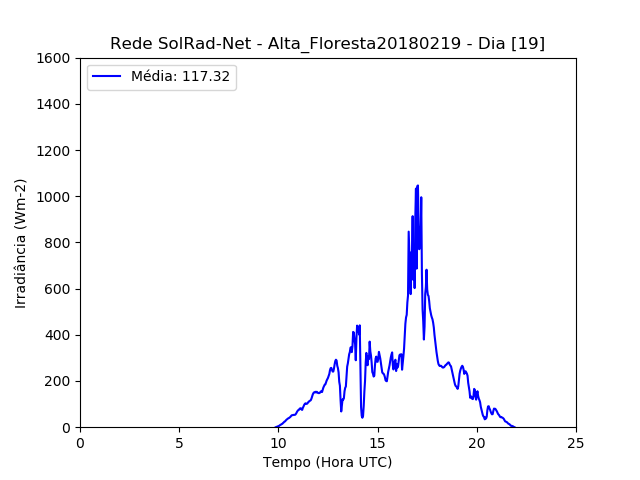 Rede SolRad-Net - Alta_Floresta20180219 - Dia [19]
Média: 117.32
1600
1400
1200
1000
800
600
400
200
0
Irradiância (Wm-2)
0 5 10 15 20 25
Tempo (Hora UTC)